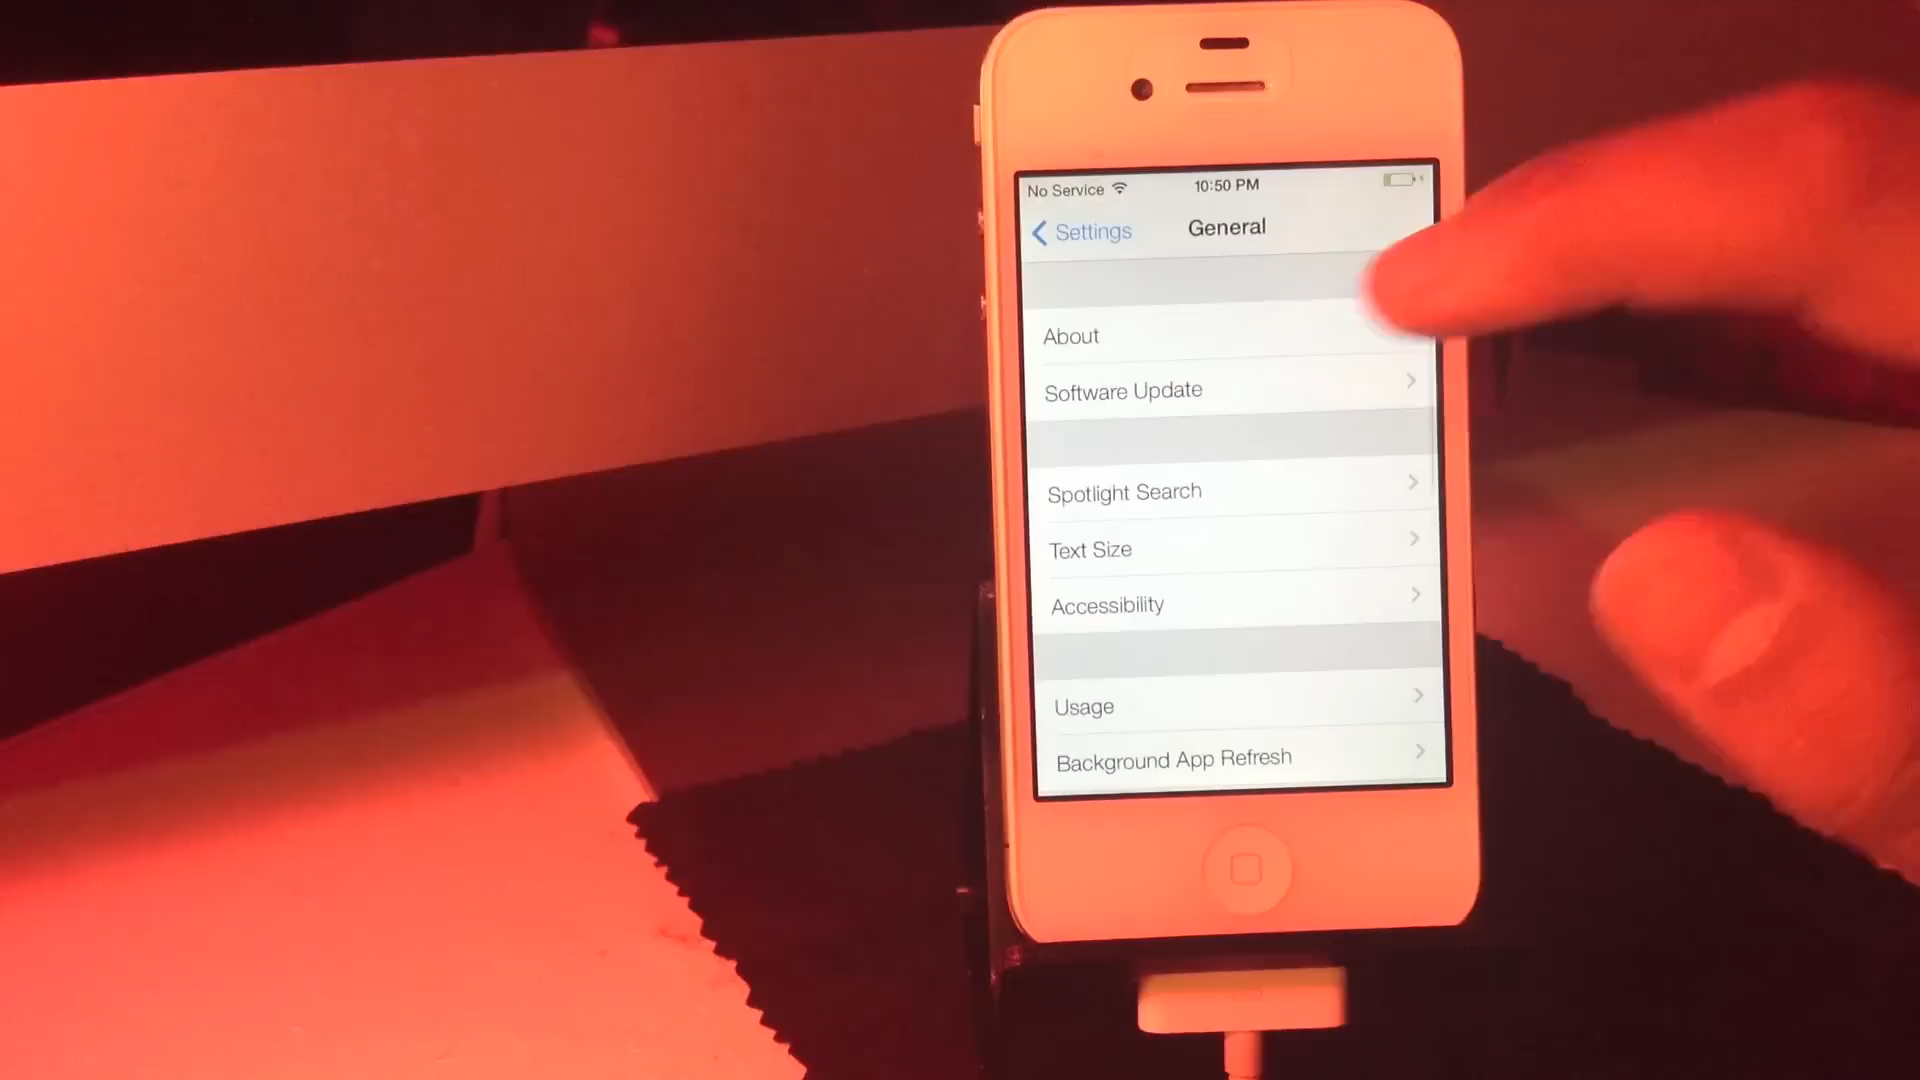 No Service 10:50 PM
Settings General
About
Software Update
Spotlight Search
Text Size
Accessibility
Usage
Background App Refresh